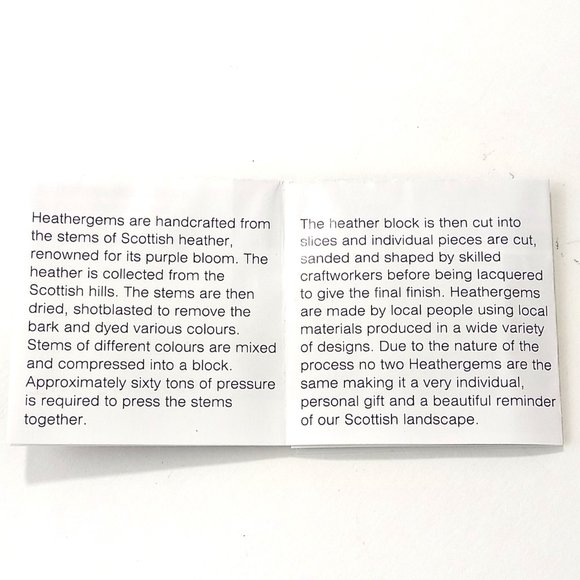 Heathergems are handcrafted from
the stems of Scottish heather,
renowned for its purple bloom. The
heather is collected from the
Scottish hills. The stems are then
dried, shotblasted to remove the
bark and dyed various colours.
Stems of different colours are mixed
and compressed into a block.
Approximately sixty tons of pressure
is required to press the stems
together.
The heather block is then cut into
slices and individual pieces are cut,
sanded and shaped by skilled
craftworkers before being lacquered
to give the final finish. Heathergems
are made by local people using local
materials produced in a wide variety
of designs. Due to the nature of the
process no two Heathergems are the
same making it a very individual,
personal gift and a beautiful reminder
of our Scottish landscape.